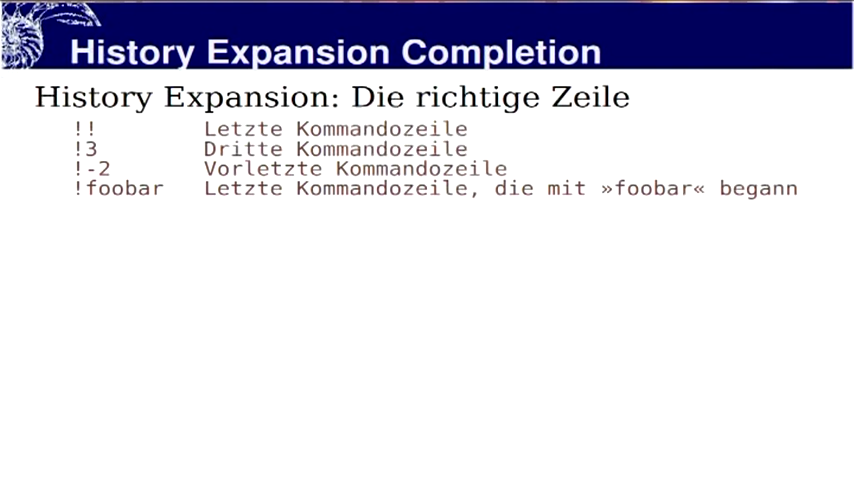 History Expansion Completion
History Expansion: Die richtige Zeile
!! Letzte Kommandozeile
!3 Dritte Kommandozeile
!-2 Vorletzte Kommandozeile
!foobar Letzte Kommandozeile, die mit »foobar« begann